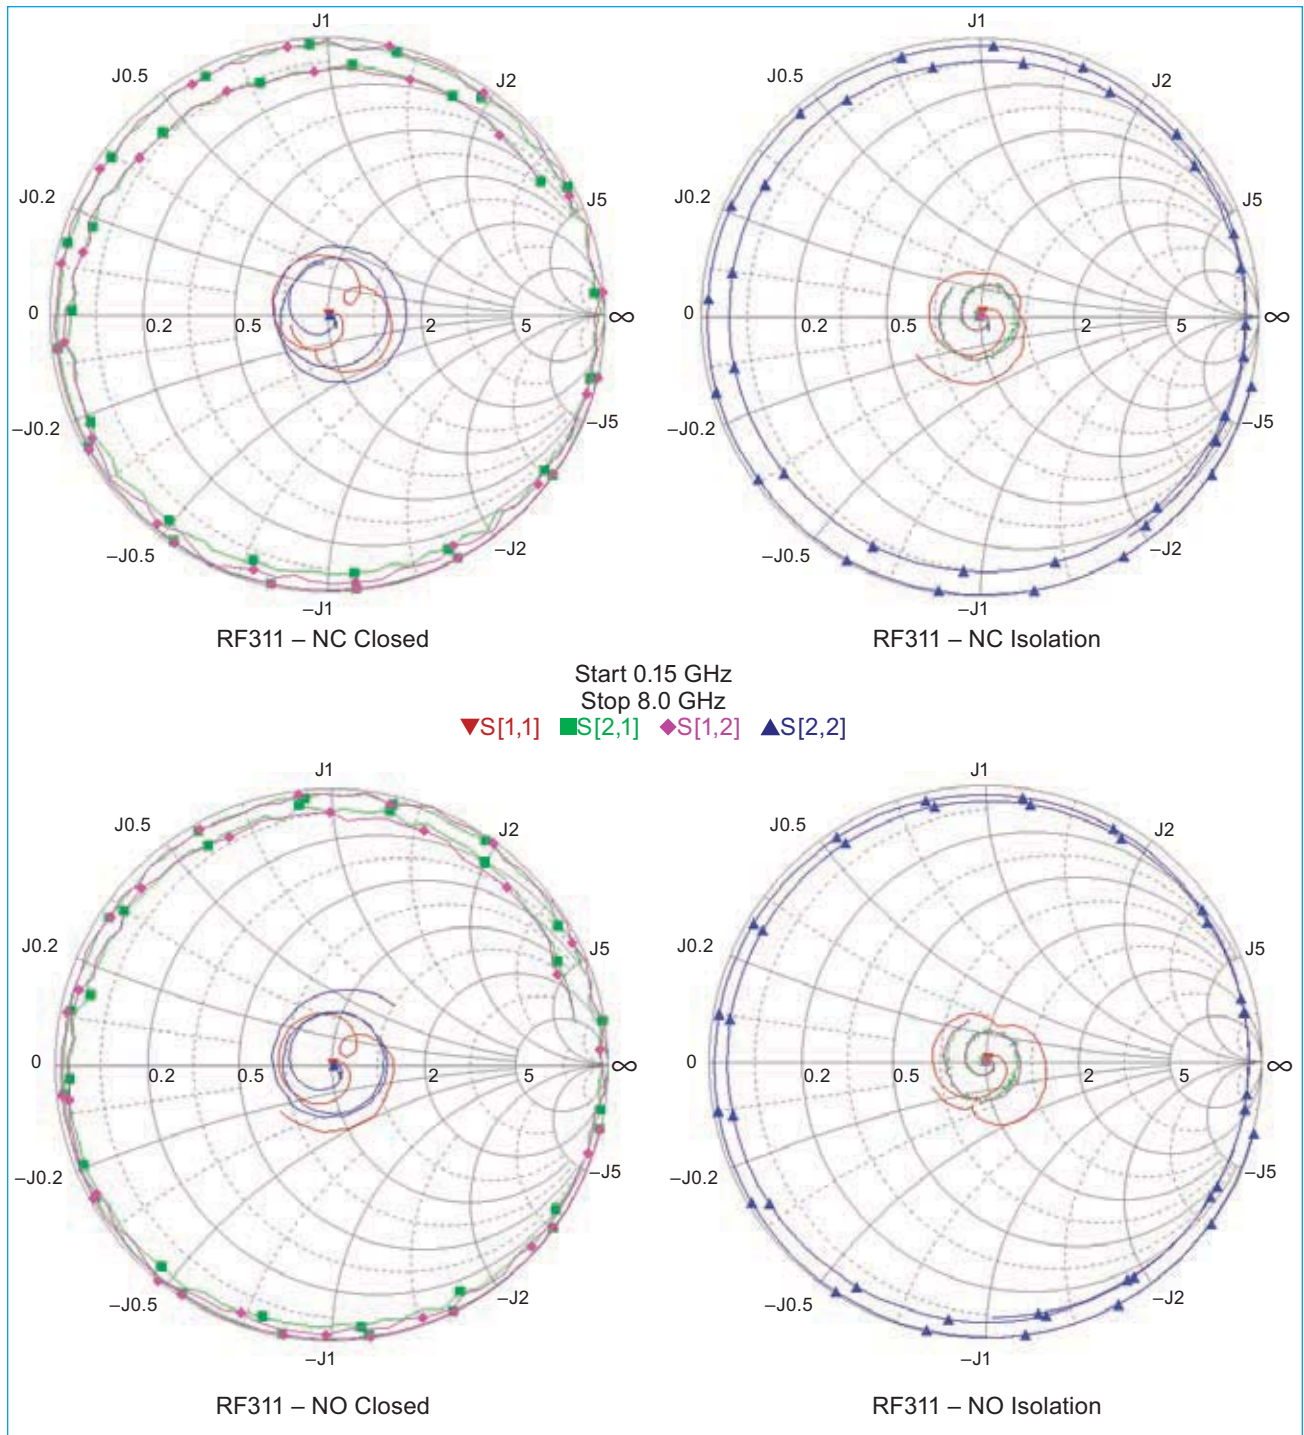 J1
J1
J0.5
J2
J0.5
J2
J0.2
J5
J0.2
J5
0
0.2
0.5
2
5
∞
0
0.2
0.5
2
5
∞
–J0.2
–J5
–J0.2
–J5
–J0.5
–J2
–J0.5
–J2
–J1
–J1
RF311 – NC Closed
RF311 – NC Isolation
Start 0.15 GHz
Stop 8.0 GHz
S[1,1] S[2,1] S[1,2] S[2,2]
J1
J1
J0.5
J2
J0.5
J2
J0.2
J5
J0.2
J5
0
0.2
0.5
2
5
∞
0
0.2
0.5
2
5
∞
–J0.2
–J5
–J0.2
–J5
–J0.5
–J2
–J0.5
–J2
–J1
–J1
RF311 – NO Closed
RF311 – NO Isolation